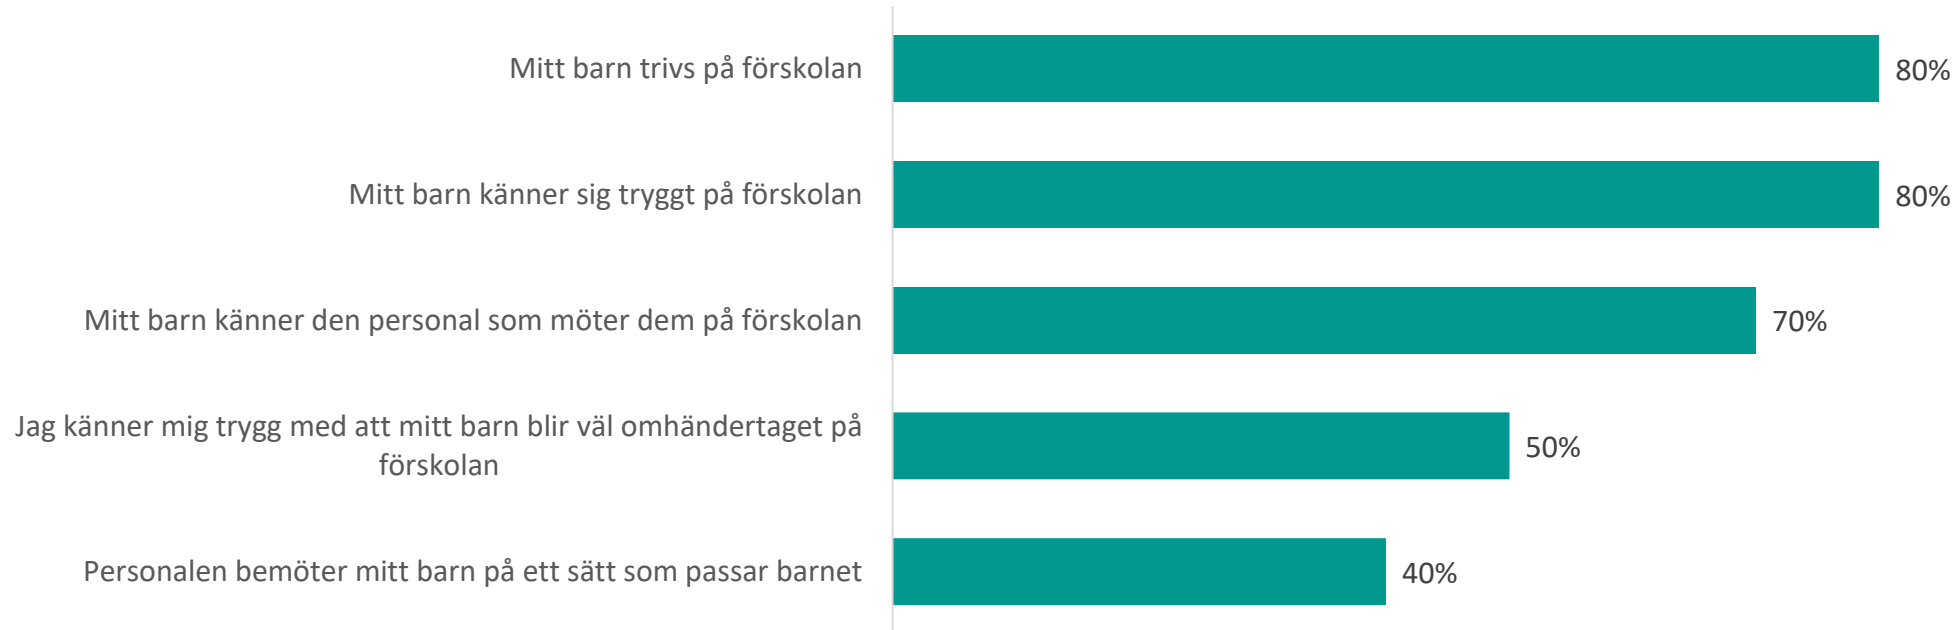 Mitt barn trivs på förskolan
80%
Mitt barn känner sig tryggt på förskolan
80%
Mitt barn känner den personal som möter dem på förskolan
70%
Jag känner mig trygg med att mitt barn blir väl omhändertaget på
förskolan
50%
Personalen bemöter mitt barn på ett sätt som passar barnet
40%